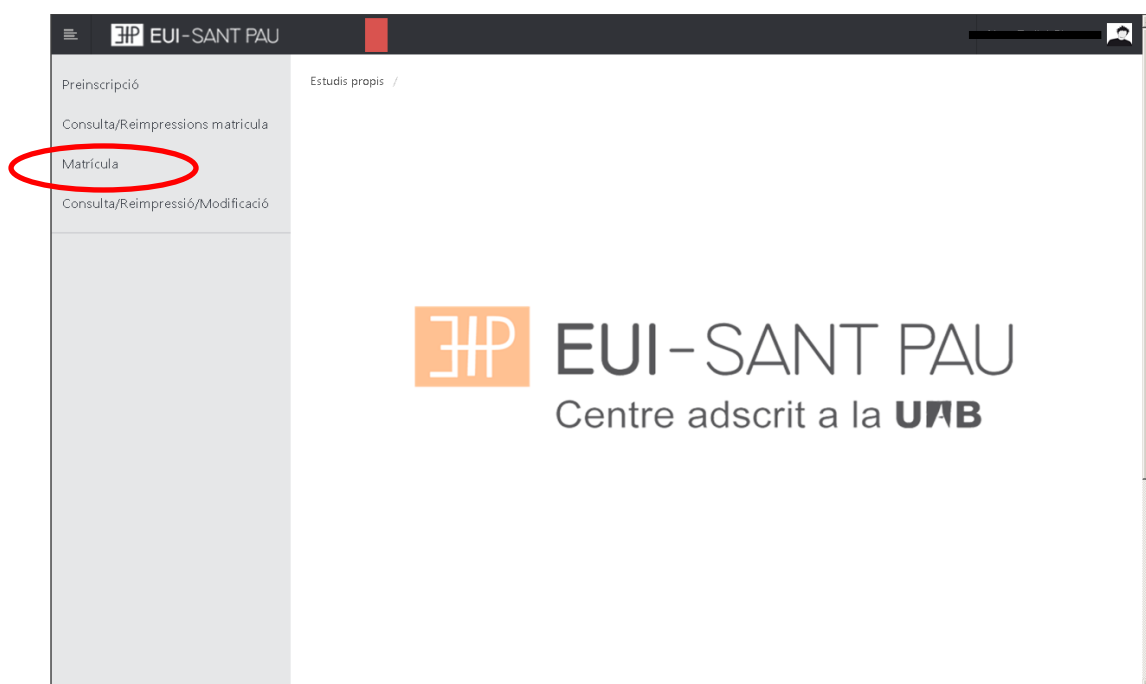 EUI-SANT PAU
Preinscripció
Estudis propis /
Consulta/Reimpressions matricula
Matrícula
Consulta/Reimpressió/Modificació
EUI-SANT PAU
Centre adscrit a la UAB